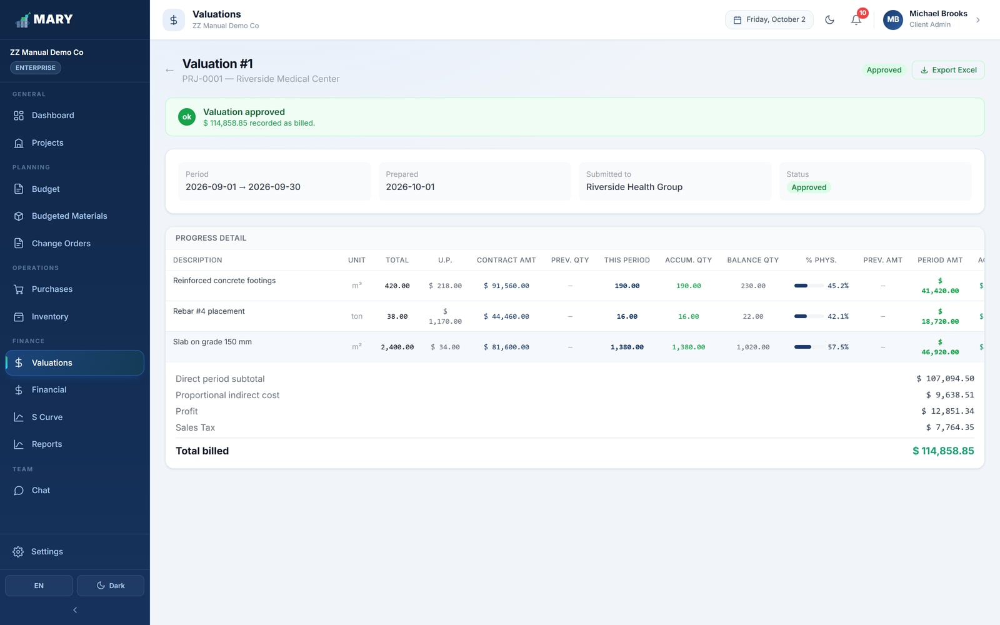 MARY
ZZ Manual Demo Co
ENTERPRISE
GENERAL
Dashboard
Projects
PLANNING
Budget
Budgeted Materials
Change Orders
OPERATIONS
Purchases
Inventory
FINANCE
Valuations
Financial
S Curve
Reports
TEAM
Chat
Settings
EN
Dark
Valuations
ZZ Manual Demo Co
Friday, October 2
10
MB
Michael Brooks
Client Admin
← Valuation #1
PRJ-0001 — Riverside Medical Center
Approved
Export Excel
ok
Valuation approved
$ 114,858.85 recorded as billed.
Period
2026-09-01 → 2026-09-30
Prepared
2026-10-01
Submitted to
Riverside Health Group
Status
Approved
PROGRESS DETAIL
DESCRIPTION UNIT TOTAL U.P. CONTRACT AMT PREV. QTY THIS PERIOD ACCUM. QTY BALANCE QTY % PHYS. PREV. AMT PERIOD AMT
Reinforced concrete footings m³ 420.00 $ 218.00 $ 91,560.00 — 190.00 190.00 230.00 45.2% — $ 41,420.00 $
Rebar #4 placement ton 38.00 $ 1,170.00 $ 44,460.00 — 16.00 16.00 22.00 42.1% — $ 18,720.00 $
Slab on grade 150 mm m² 2,400.00 $ 34.00 $ 81,600.00 — 1,380.00 1,380.00 1,020.00 57.5% — $ 46,920.00 $
Direct period subtotal $ 107,094.50
Proportional indirect cost $ 9,638.51
Profit $ 12,851.34
Sales Tax $ 7,764.35
Total billed $ 114,858.85